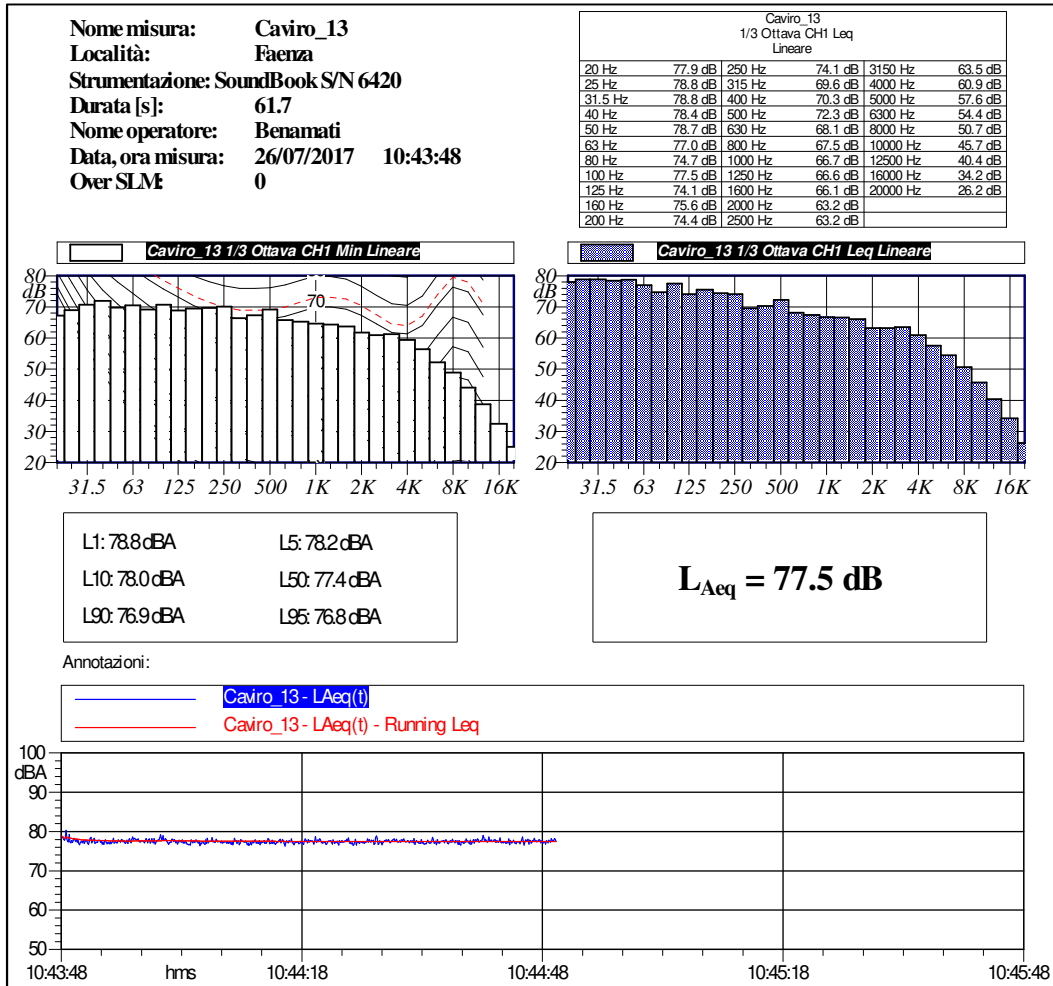 Nome misura: Caviro_13
Località: Faenza
Strumentazione: SoundBook S/N 6420
Durata [s]: 61.7
Nome operatore: Benamati
Data, ora misura: 26/07/2017 10:43:48
Over SLM: 0
Caviro_13
1/3 Ottava CH1 Leq
Lineare
20 Hz 77.9 dB 250 Hz 74.1 dB 3150 Hz 63.5 dB
25 Hz 78.8 dB 315 Hz 69.6 dB 4000 Hz 60.9 dB
31.5 Hz 78.8 dB 400 Hz 70.3 dB 5000 Hz 57.6 dB
40 Hz 78.4 dB 500 Hz 72.3 dB 6300 Hz 54.4 dB
50 Hz 78.7 dB 630 Hz 68.1 dB 8000 Hz 50.7 dB
63 Hz 77.0 dB 800 Hz 67.5 dB 10000 Hz 45.7 dB
80 Hz 74.7 dB 1000 Hz 66.7 dB 12500 Hz 40.4 dB
100 Hz 77.5 dB 1250 Hz 66.6 dB 16000 Hz 34.2 dB
125 Hz 74.1 dB 1600 Hz 66.1 dB 20000 Hz 26.2 dB
160 Hz 75.6 dB 2000 Hz 63.2 dB
200 Hz 74.4 dB 2500 Hz 63.2 dB
Caviro_13 1/3 Ottava CH1 Min Lineare
80
dB
70
60
50
40
30
20
70
31.5 63 125 250 500 1K 2K 4K 8K 16K
Caviro_13 1/3 Ottava CH1 Leq Lineare
80
dB
70
60
50
40
30
20
31.5 63 125 250 500 1K 2K 4K 8K 16K
L1: 78.8 dBA L5: 78.2 dBA
L10: 78.0 dBA L50: 77.4 dBA
L90: 76.9 dBA L95: 76.8 dBA
LAeq = 77.5 dB
Annotazioni:
Caviro_13 - LAeq(t)
Caviro_13 - LAeq(t) - Running Leq
100
dBA
90
80
70
60
50
10:43:48 hms 10:44:18 10:44:48 10:45:18 10:45:48